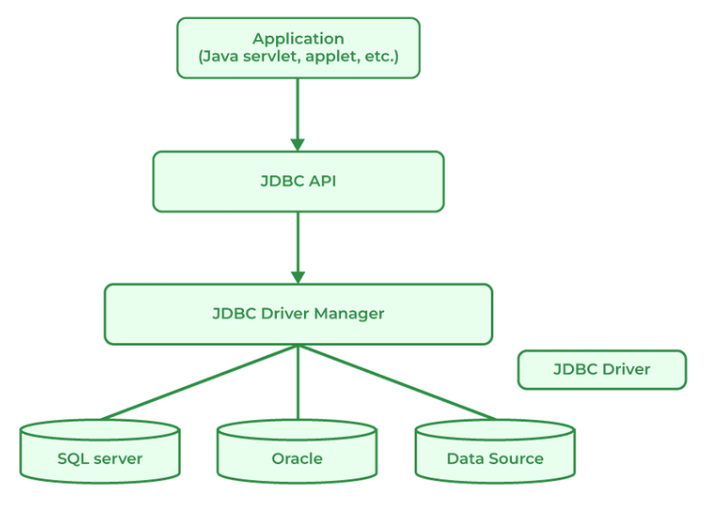 Application
(Java servlet, applet, etc.)
JDBC API
JDBC Driver Manager
JDBC Driver
SQL server
Oracle
Data Source